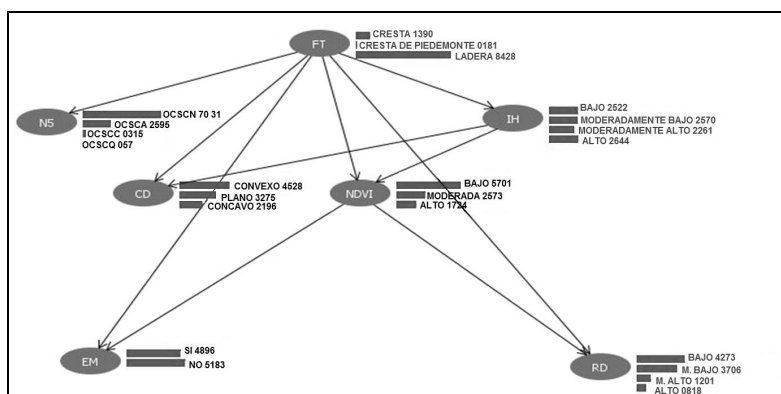 FT
CRESTA 1390
CRESTA DE PIEDEMONTE 0181
LADERA 8428
N5
OCSCN 70 31
OCSCA 2595
OCSCC 0315
OCSCQ 057
IH
BAJO 2522
MODERADAMENTE BAJO 2570
MODERADAMENTE ALTO 2261
ALTO 2644
CD
CONVEXO 4528
PLANO 3275
CONCAVO 2196
NDVI
BAJO 5701
MODERADA 2573
ALTO 1724
EM
SI 4896
NO 5183
RD
BAJO 4273
M. BAJO 3706
M. ALTO 1201
ALTO 0818